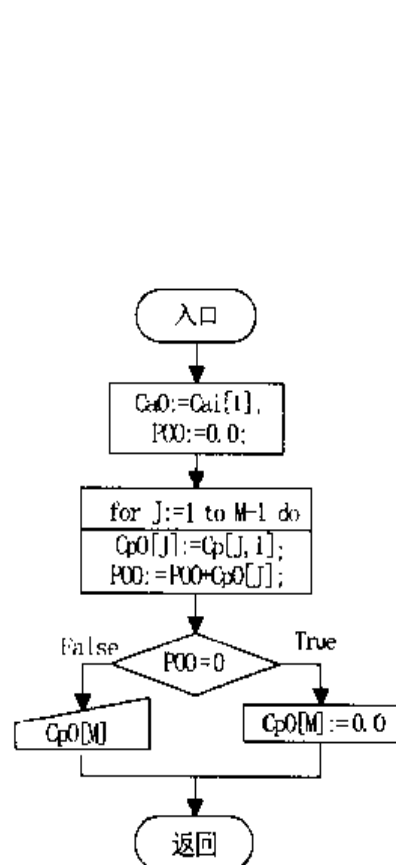 入口
Ca0:=Cai[1],
P00:=0.0;
for J:=1 to M-1 do
Cp0[J]:=Cp[J,1];
P00:=P00+Cp0[J];
False
P00=0
True
Cp0[M]
Cp0[M]:=0.0
返回